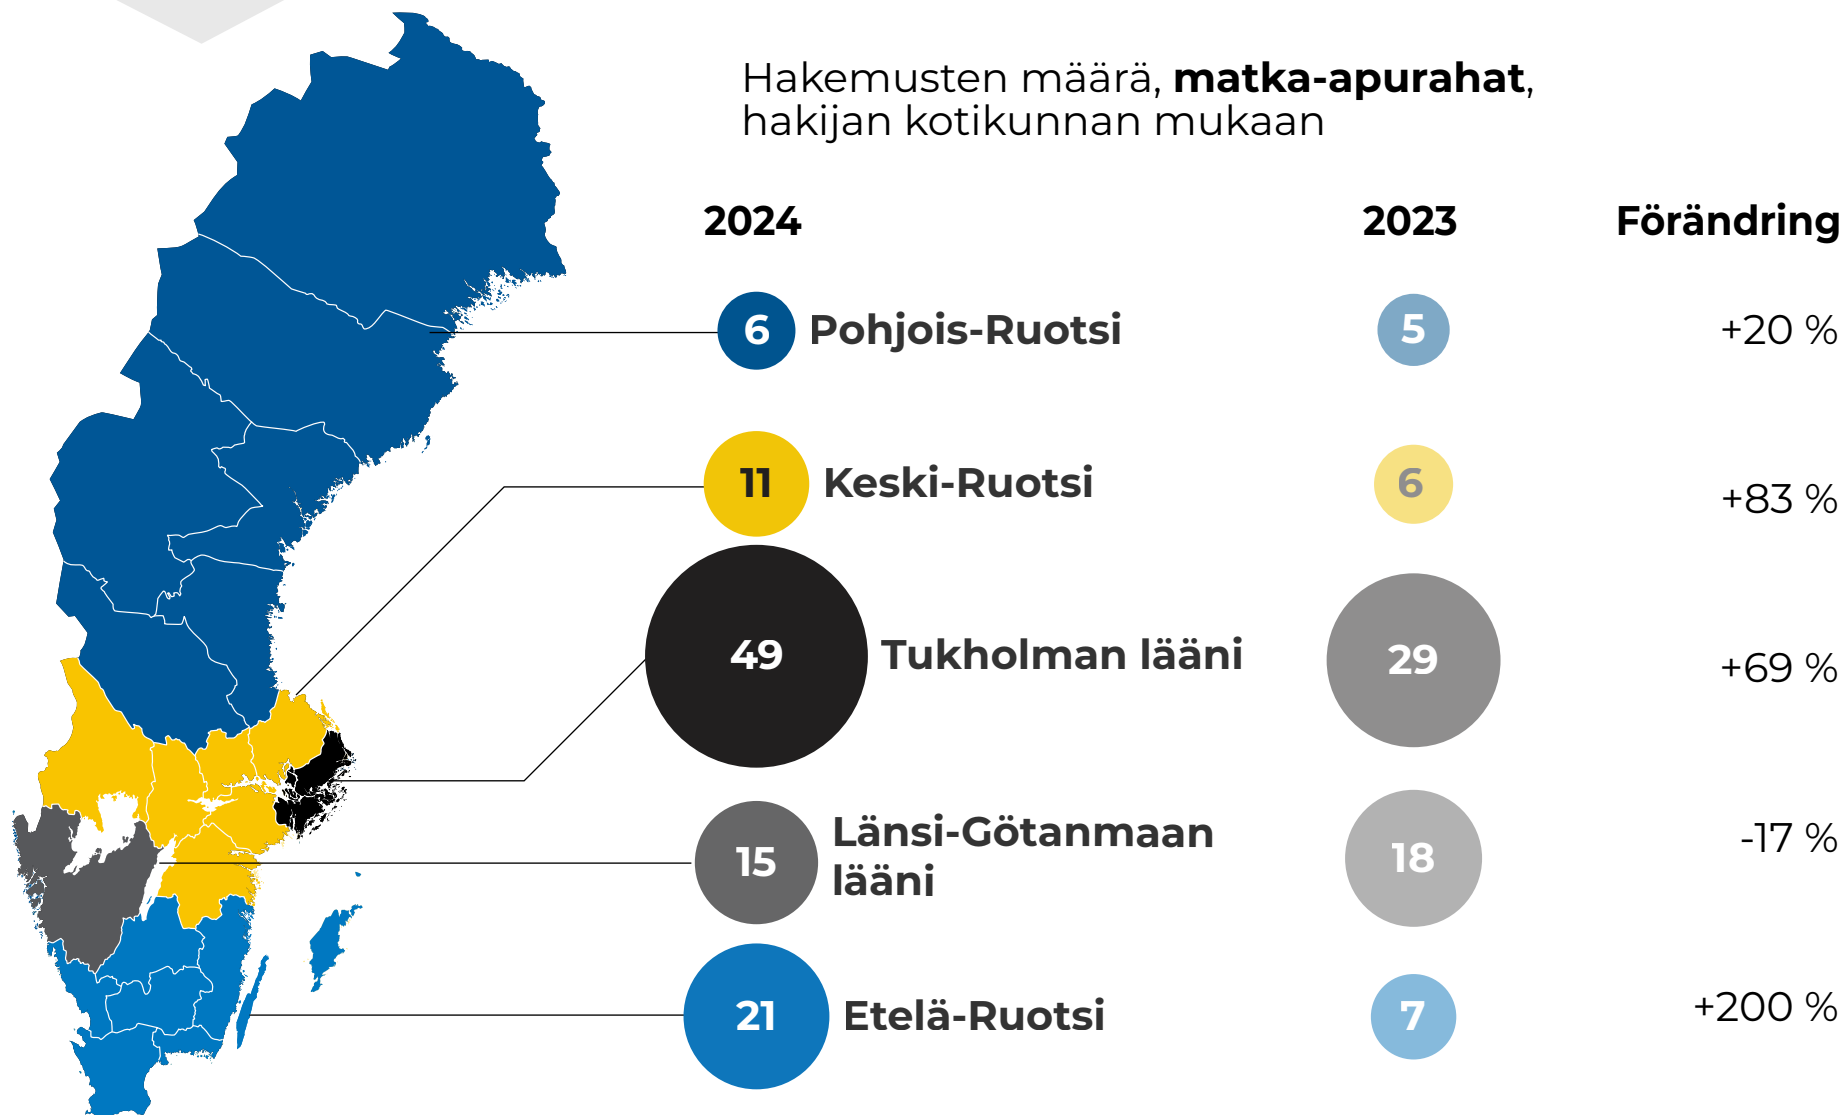 Hakemusten määrä, matka-apurahat,
hakijan kotikunnan mukaan
2024 2023 Förändring
6 Pohjois-Ruotsi 5 +20 %
11 Keski-Ruotsi 6 +83 %
49 Tukholman lääni 29 +69 %
15 Länsi-Götanmaan
lääni 18 -17 %
21 Etelä-Ruotsi 7 +200 %